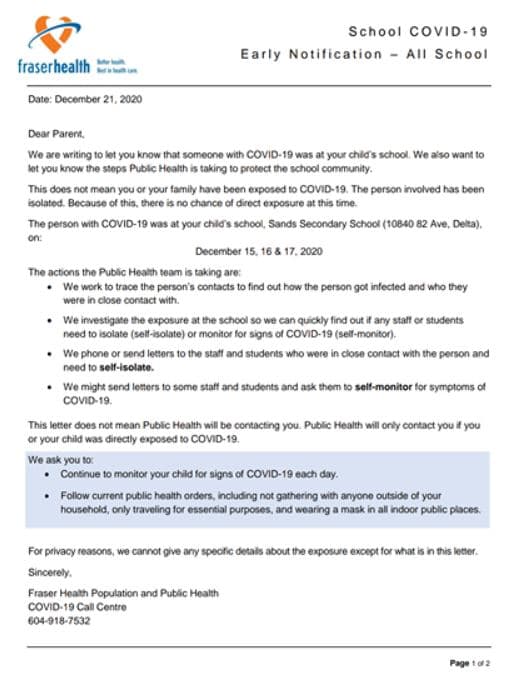 School COVID-19
Early Notification – All School
fraserhealth
Better health.
Best in health care.
Date: December 21, 2020
Dear Parent,
We are writing to let you know that someone with COVID-19 was at your child's school. We also want to
let you know the steps Public Health is taking to protect the school community.
This does not mean you or your family have been exposed to COVID-19. The person involved has been
isolated. Because of this, there is no chance of direct exposure at this time.
The person with COVID-19 was at your child's school, Sands Secondary School (10840 82 Ave, Delta),
on:
December 15, 16 & 17, 2020
The actions the Public Health team is taking are:
• We work to trace the person's contacts to find out how the person got infected and who they
were in close contact with.
• We investigate the exposure at the school so we can quickly find out if any staff or students
need to isolate (self-isolate) or monitor for signs of COVID-19 (self-monitor).
• We phone or send letters to the staff and students who were in close contact with the person and
need to self-isolate.
• We might send letters to some staff and students and ask them to self-monitor for symptoms of
COVID-19.
This letter does not mean Public Health will be contacting you. Public Health will only contact you if you
or your child was directly exposed to COVID-19.
We ask you to:
• Continue to monitor your child for signs of COVID-19 each day.
• Follow current public health orders, including not gathering with anyone outside of your
household, only traveling for essential purposes, and wearing a mask in all indoor public places.
For privacy reasons, we cannot give any specific details about the exposure except for what is in this letter.
Sincerely,
Fraser Health Population and Public Health
COVID-19 Call Centre
604-918-7532
Page 1 of 2